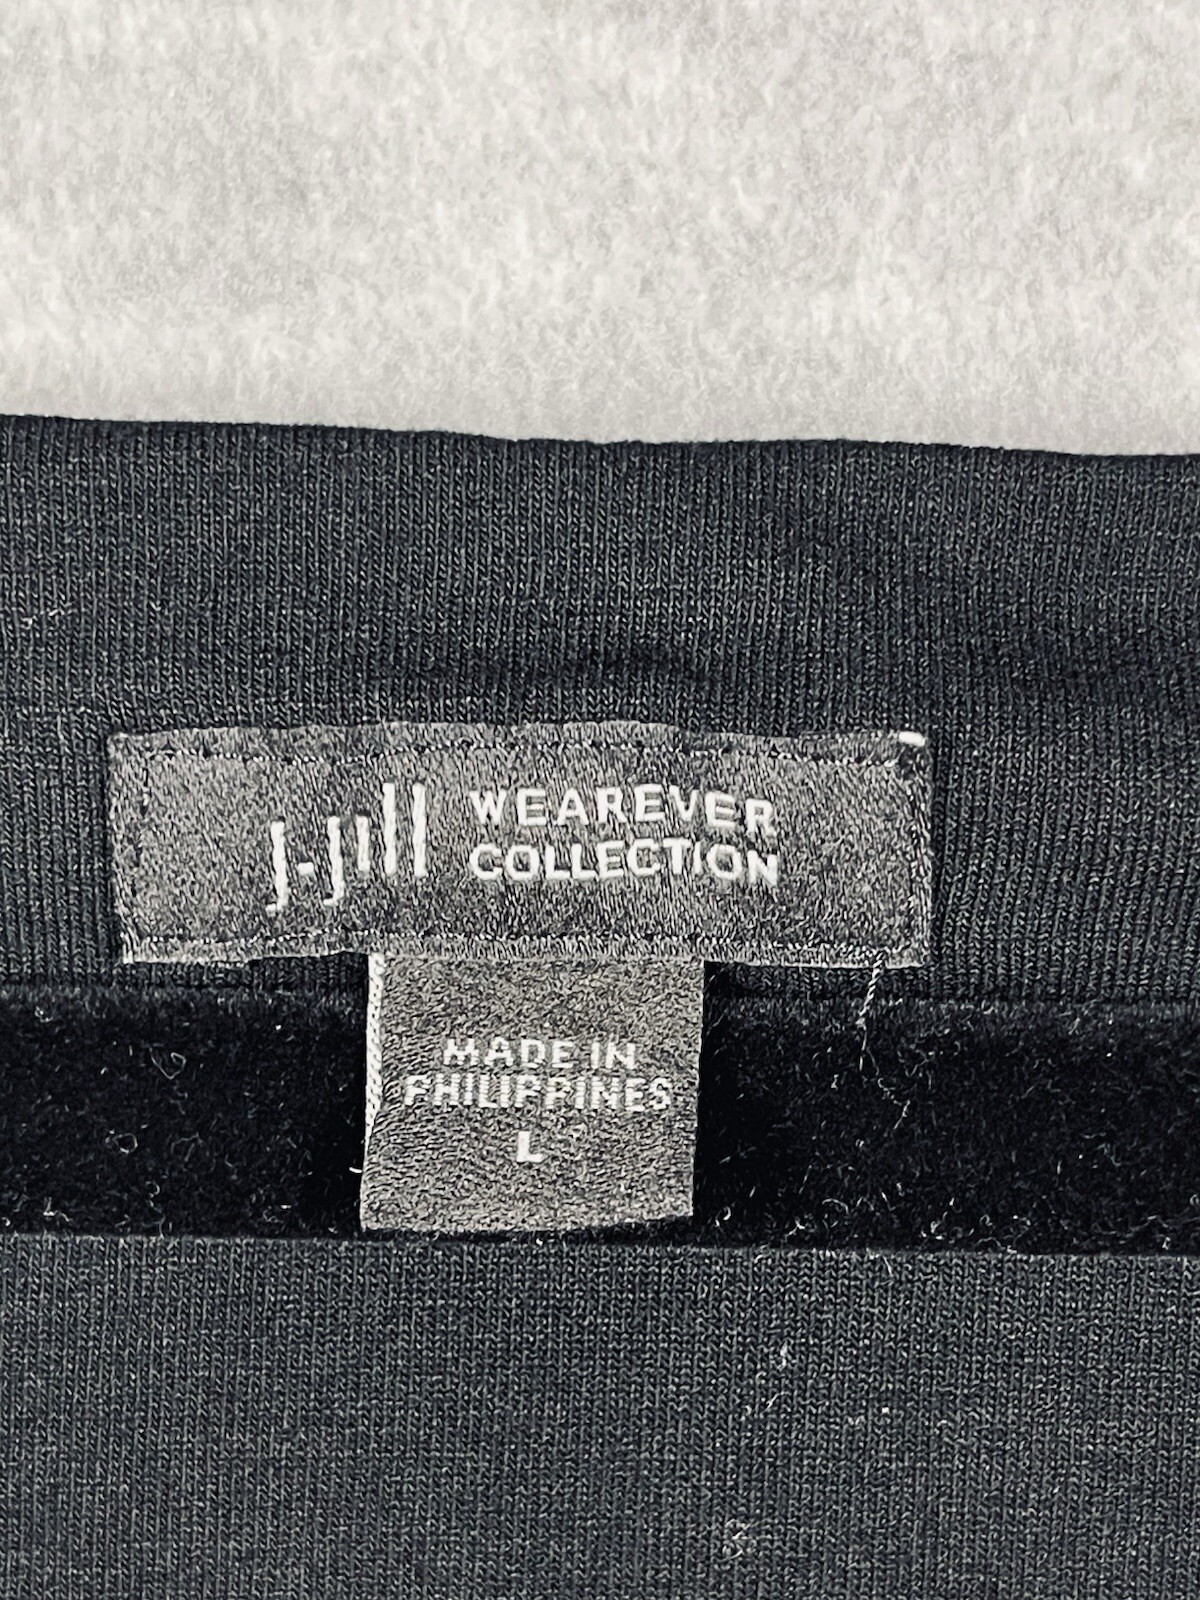 J.Jill WEAREVER
COLLECTION
MADE IN
PHILIPPINES
L